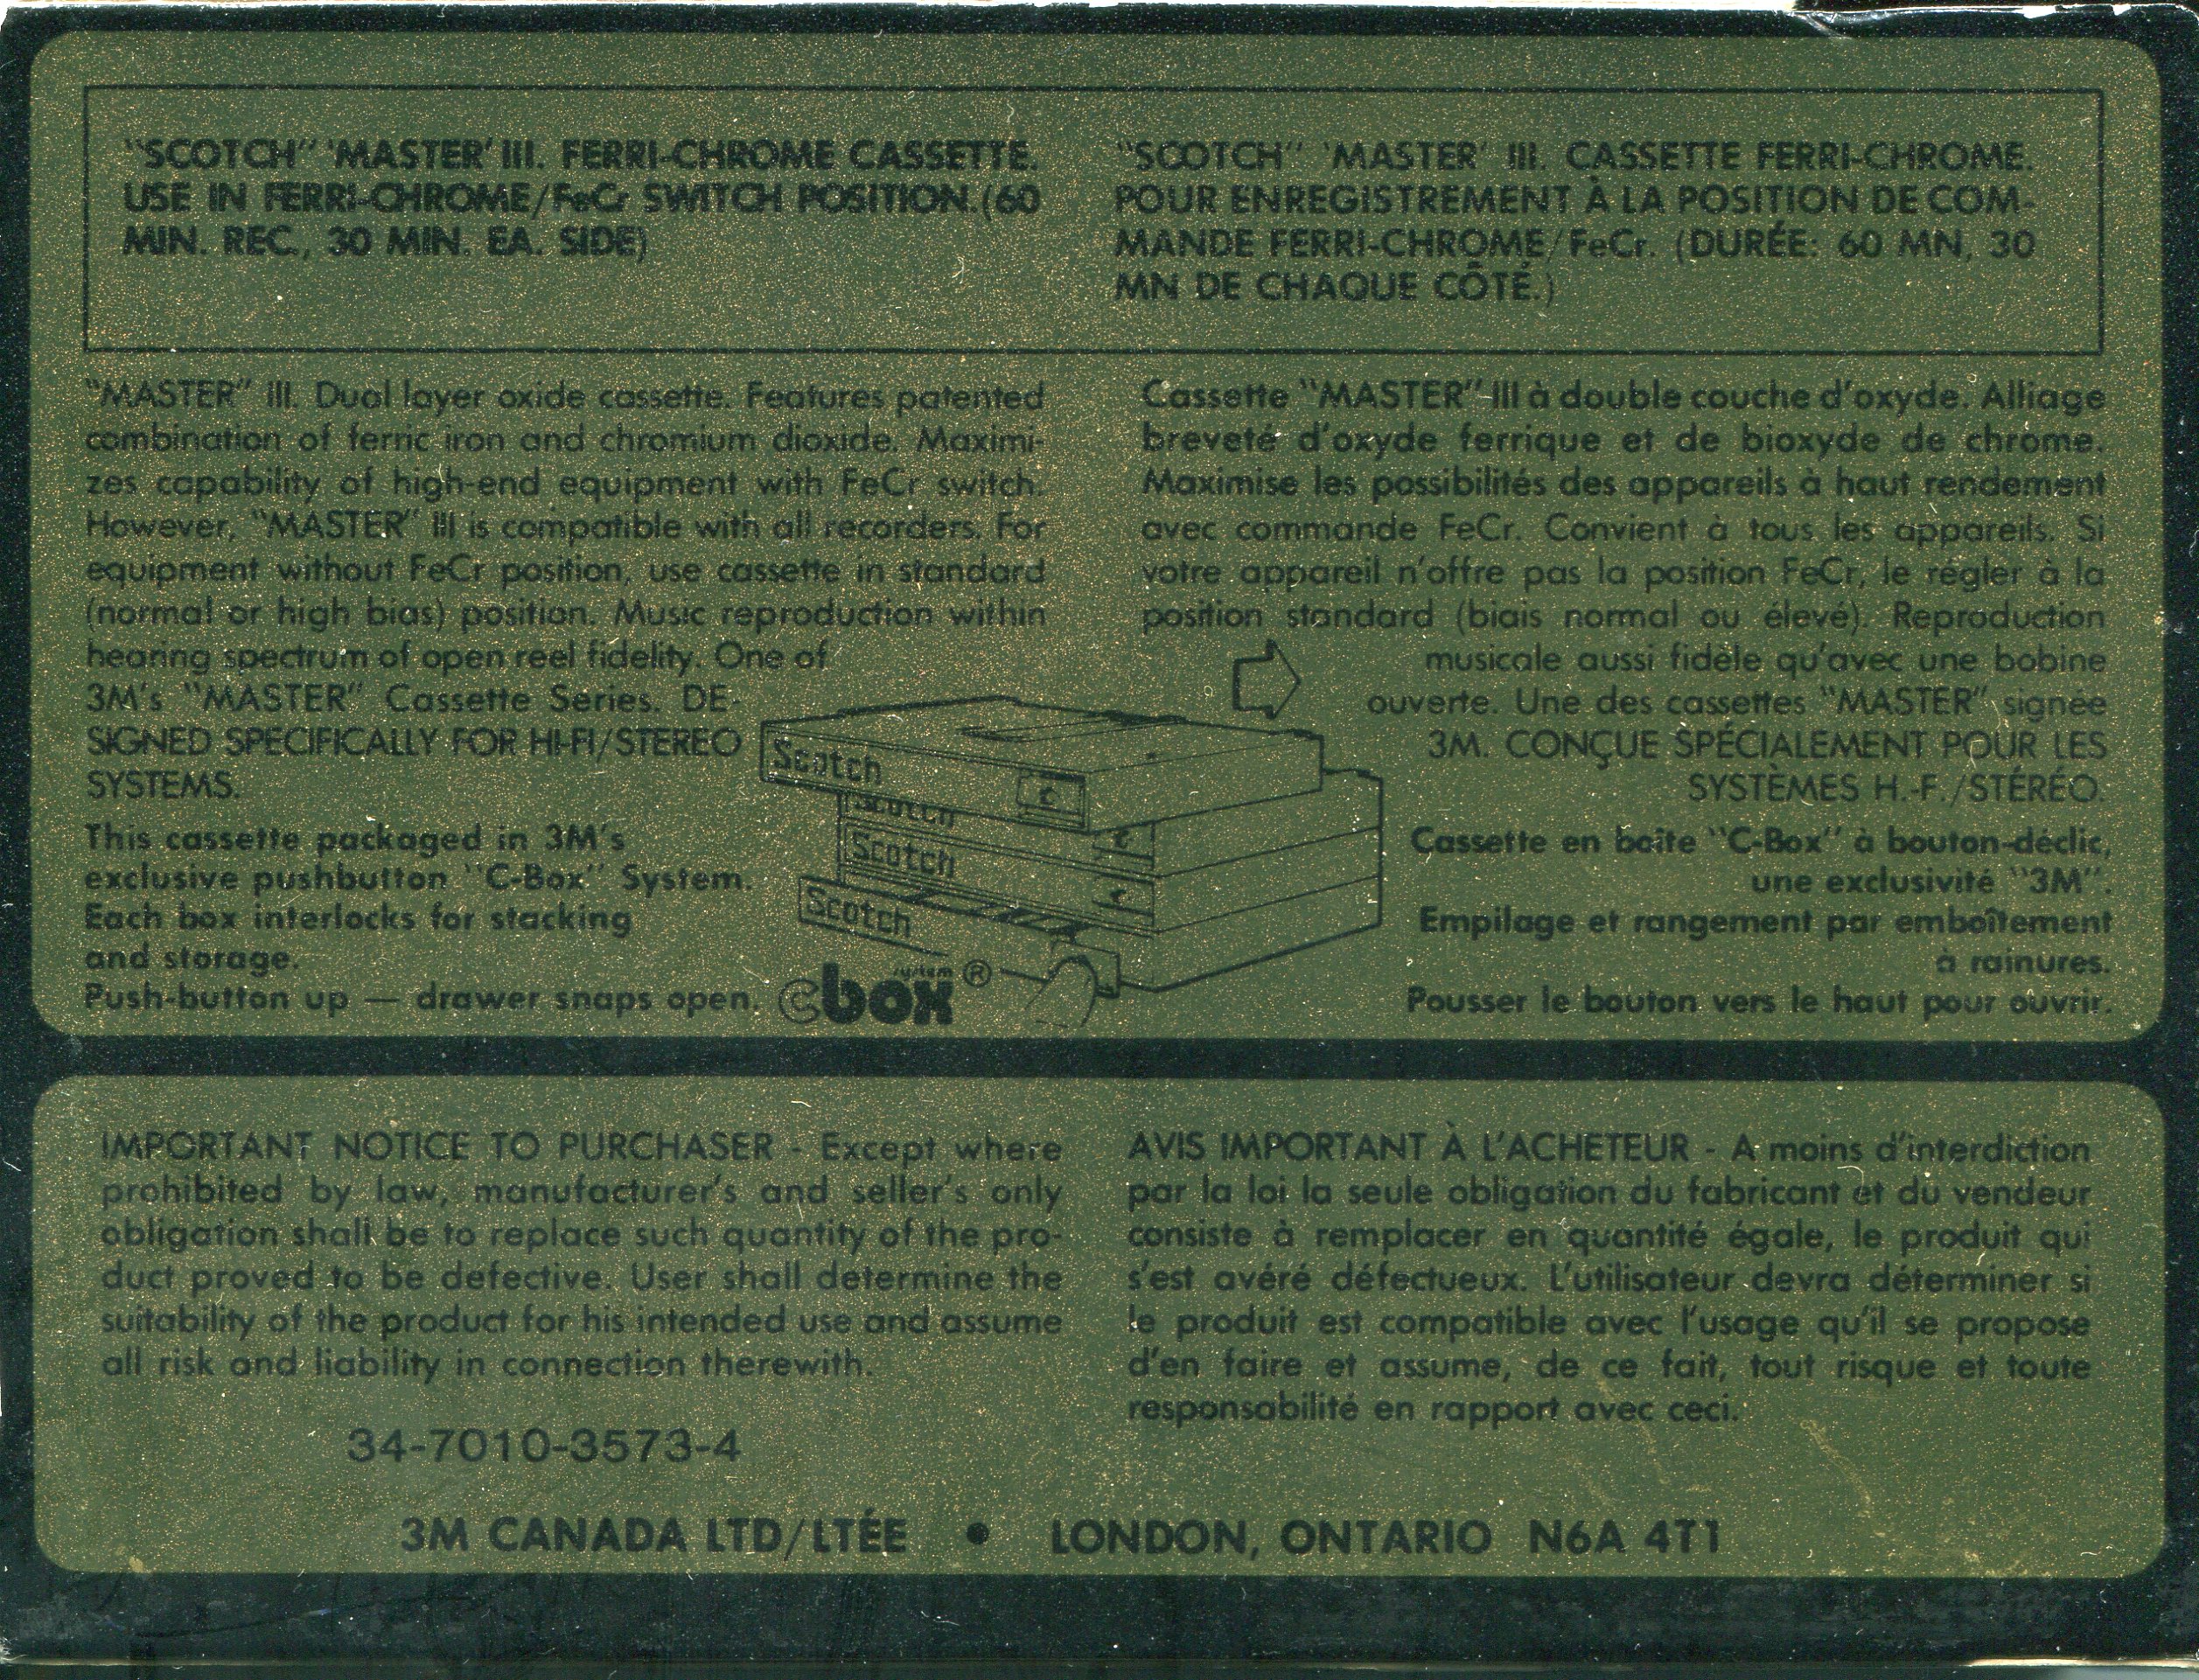 "SCOTCH" 'MASTER' III. FERRI-CHROME CASSETTE.
USE IN FERRI-CHROME/FeCr SWITCH POSITION.(60
MIN. REC., 30 MIN. EA. SIDE)
"SCOTCH" 'MASTER' III. CASSETTE FERRI-CHROME.
POUR ENREGISTREMENT À LA POSITION DE COM-
MANDE FERRI-CHROME/FeCr. (DURÉE: 60 MN, 30
MN DE CHAQUE CÔTÉ.)
"MASTER" III. Dual layer oxide cassette. Features patented
combination of ferric iron and chromium dioxide. Maximi-
zes capability of high-end equipment with FeCr switch.
However, "MASTER" III is compatible with all recorders. For
equipment without FeCr position, use cassette in standard
(normal or high bias) position. Music reproduction within
hearing spectrum of open reel fidelity. One of
3M's "MASTER" Cassette Series. DE-
SIGNED SPECIFICALLY FOR HI-FI/STEREO
SYSTEMS.
This cassette packaged in 3M's
exclusive pushbutton "C-Box" System.
Each box interlocks for stacking
and storage.
Push-button up — drawer snaps open.
Scotch
Scotch
Scotch
Scotch
system ®
cbox
Cassette "MASTER" III à double couche d'oxyde. Alliage
breveté d'oxyde ferrique et de bioxyde de chrome.
Maximise les possibilités des appareils à haut rendement
avec commande FeCr. Convient à tous les appareils. Si
votre appareil n'offre pas la position FeCr, le régler à la
position standard (biais normal ou élevé). Reproduction
musicale aussi fidèle qu'avec une bobine
ouverte. Une des cassettes "MASTER" signée
3M. CONÇUE SPÉCIALEMENT POUR LES
SYSTÈMES H.-F./STÉRÉO.
Cassette en boîte "C-Box" à bouton-déclic,
une exclusivité "3M".
Empilage et rangement par emboîtement
à rainures.
Pousser le bouton vers le haut pour ouvrir.
IMPORTANT NOTICE TO PURCHASER - Except where
prohibited by law, manufacturer's and seller's only
obligation shall be to replace such quantity of the pro-
duct proved to be defective. User shall determine the
suitability of the product for his intended use and assume
all risk and liability in connection therewith.
34-7010-3573-4
AVIS IMPORTANT À L'ACHETEUR - A moins d'interdiction
par la loi la seule obligation du fabricant et du vendeur
consiste à remplacer en quantité égale, le produit qui
s'est avéré défectueux. L'utilisateur devra déterminer si
le produit est compatible avec l'usage qu'il se propose
d'en faire et assume, de ce fait, tout risque et toute
responsabilité en rapport avec ceci.
3M CANADA LTD/LTÉE • LONDON, ONTARIO N6A 4T1